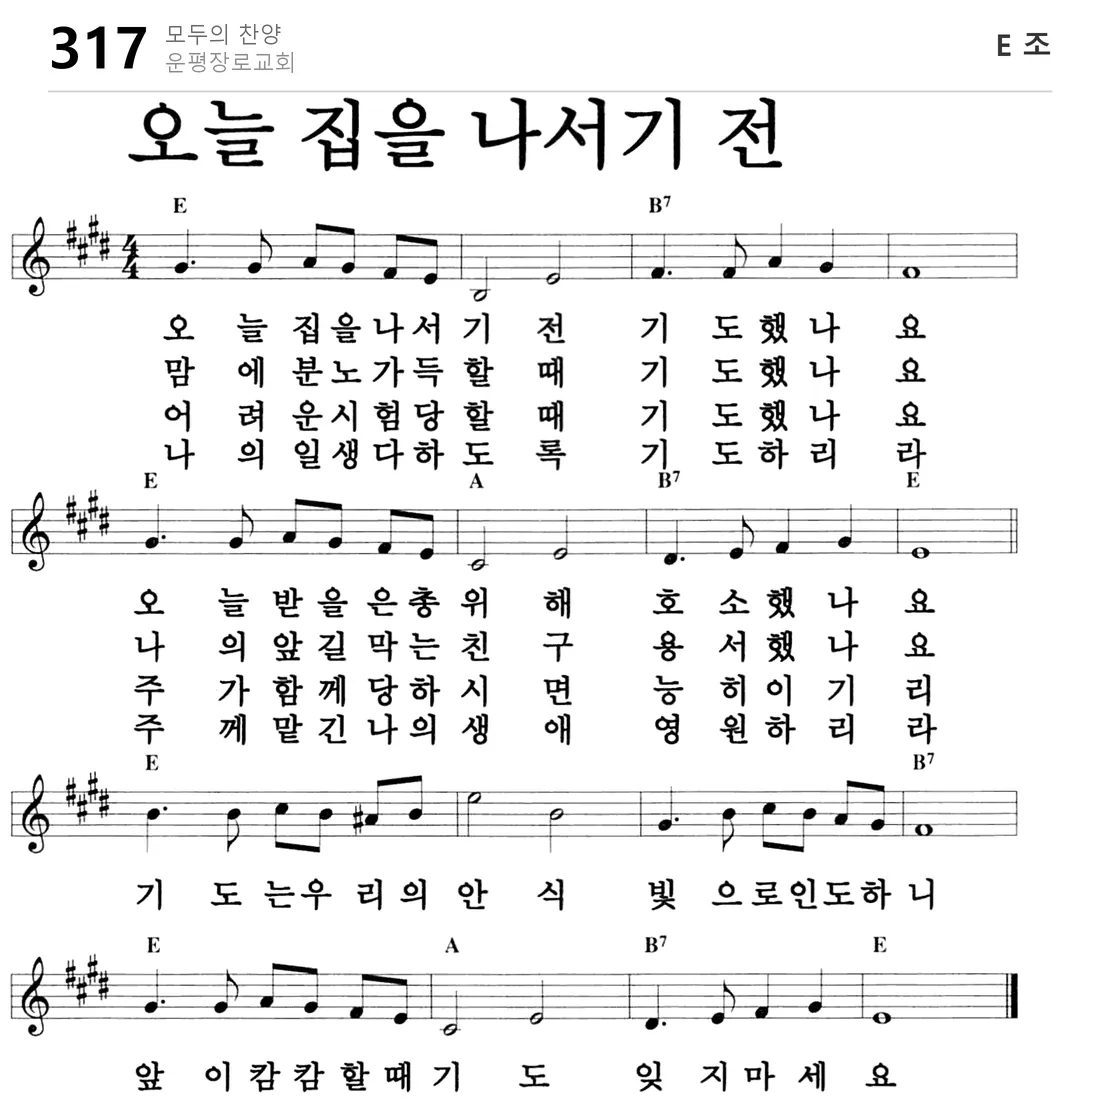 317 모두의 찬양
운평장로교회
E 조
오늘 집을 나서기 전
E B7
4
4
오 늘 집 을 나 서 기 전 기 도 했 나 요
맘 에 분 노 가 득 할 때 기 도 했 나 요
어 려 운 시 험 당 할 때 기 도 했 나 요
나 의 일 생 다 하 도 록 기 도 하 리 라
E A B7 E
오 늘 받 을 은 총 위 해 호 소 했 나 요
나 의 앞 길 막 는 친 구 용 서 했 나 요
주 가 함 께 당 하 시 면 능 히 이 기 리
주 께 맡 긴 나 의 생 애 영 원 하 리 라
E B7
기 도 는 우 리 의 안 식 빛 으 로 인 도 하 니
E A B7 E
앞 이 캄 캄 할 때 기 도 잊 지 마 세 요